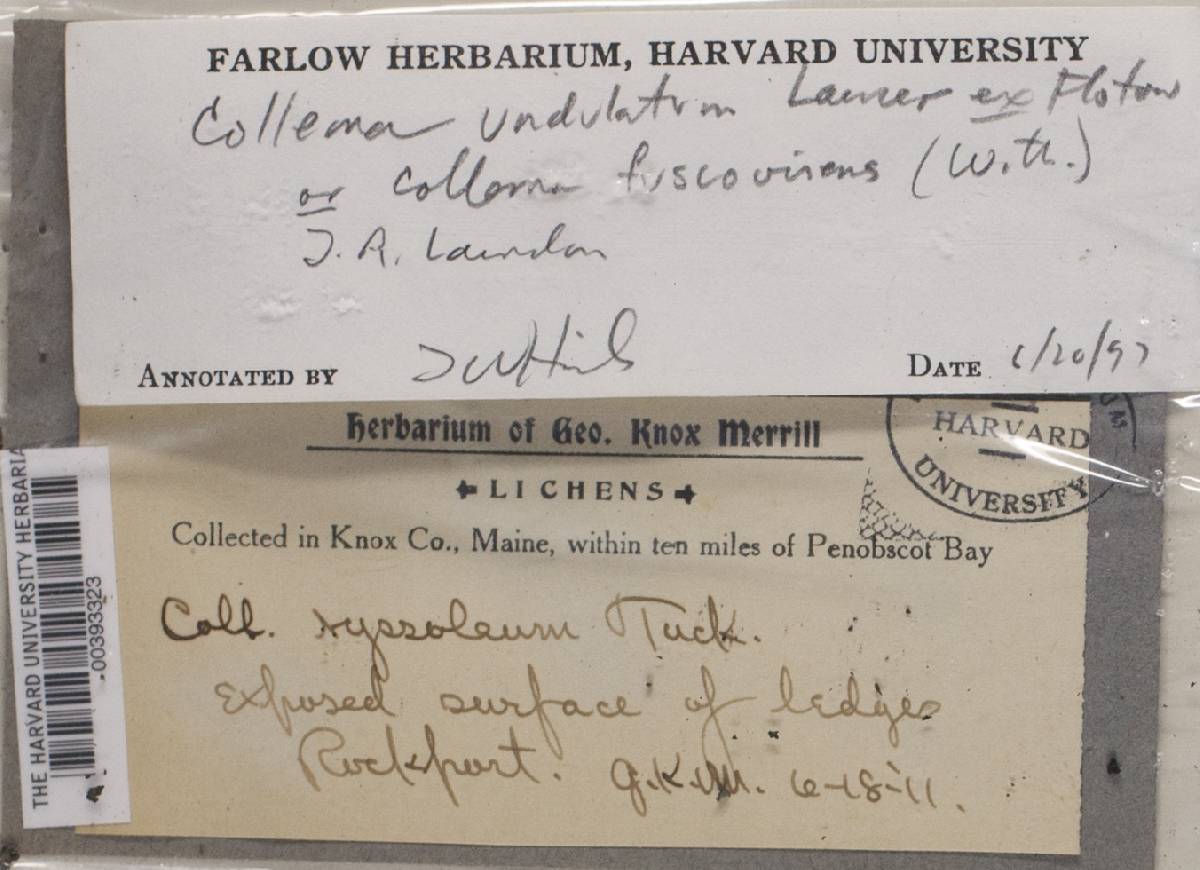 FARLOW HERBARIUM, HARVARD UNIVERSITY
Collema undulatum Laurer ex Flotow
or Collema fuscovirens (With.)
J. R. Laundon
ANNOTATED BY
DATE 6/20/97
Herbarium of Geo. Knox Merrill
LICHENS
Collected in Knox Co., Maine, within ten miles of Penobscot Bay
Coll. Tuck.
exposed surface of ledges
Rockport. G.K.M. 6-18-11.
HARVARD
UNIVERSITY
THE HARVARD UNIVERSITY HERBARIA
00393323